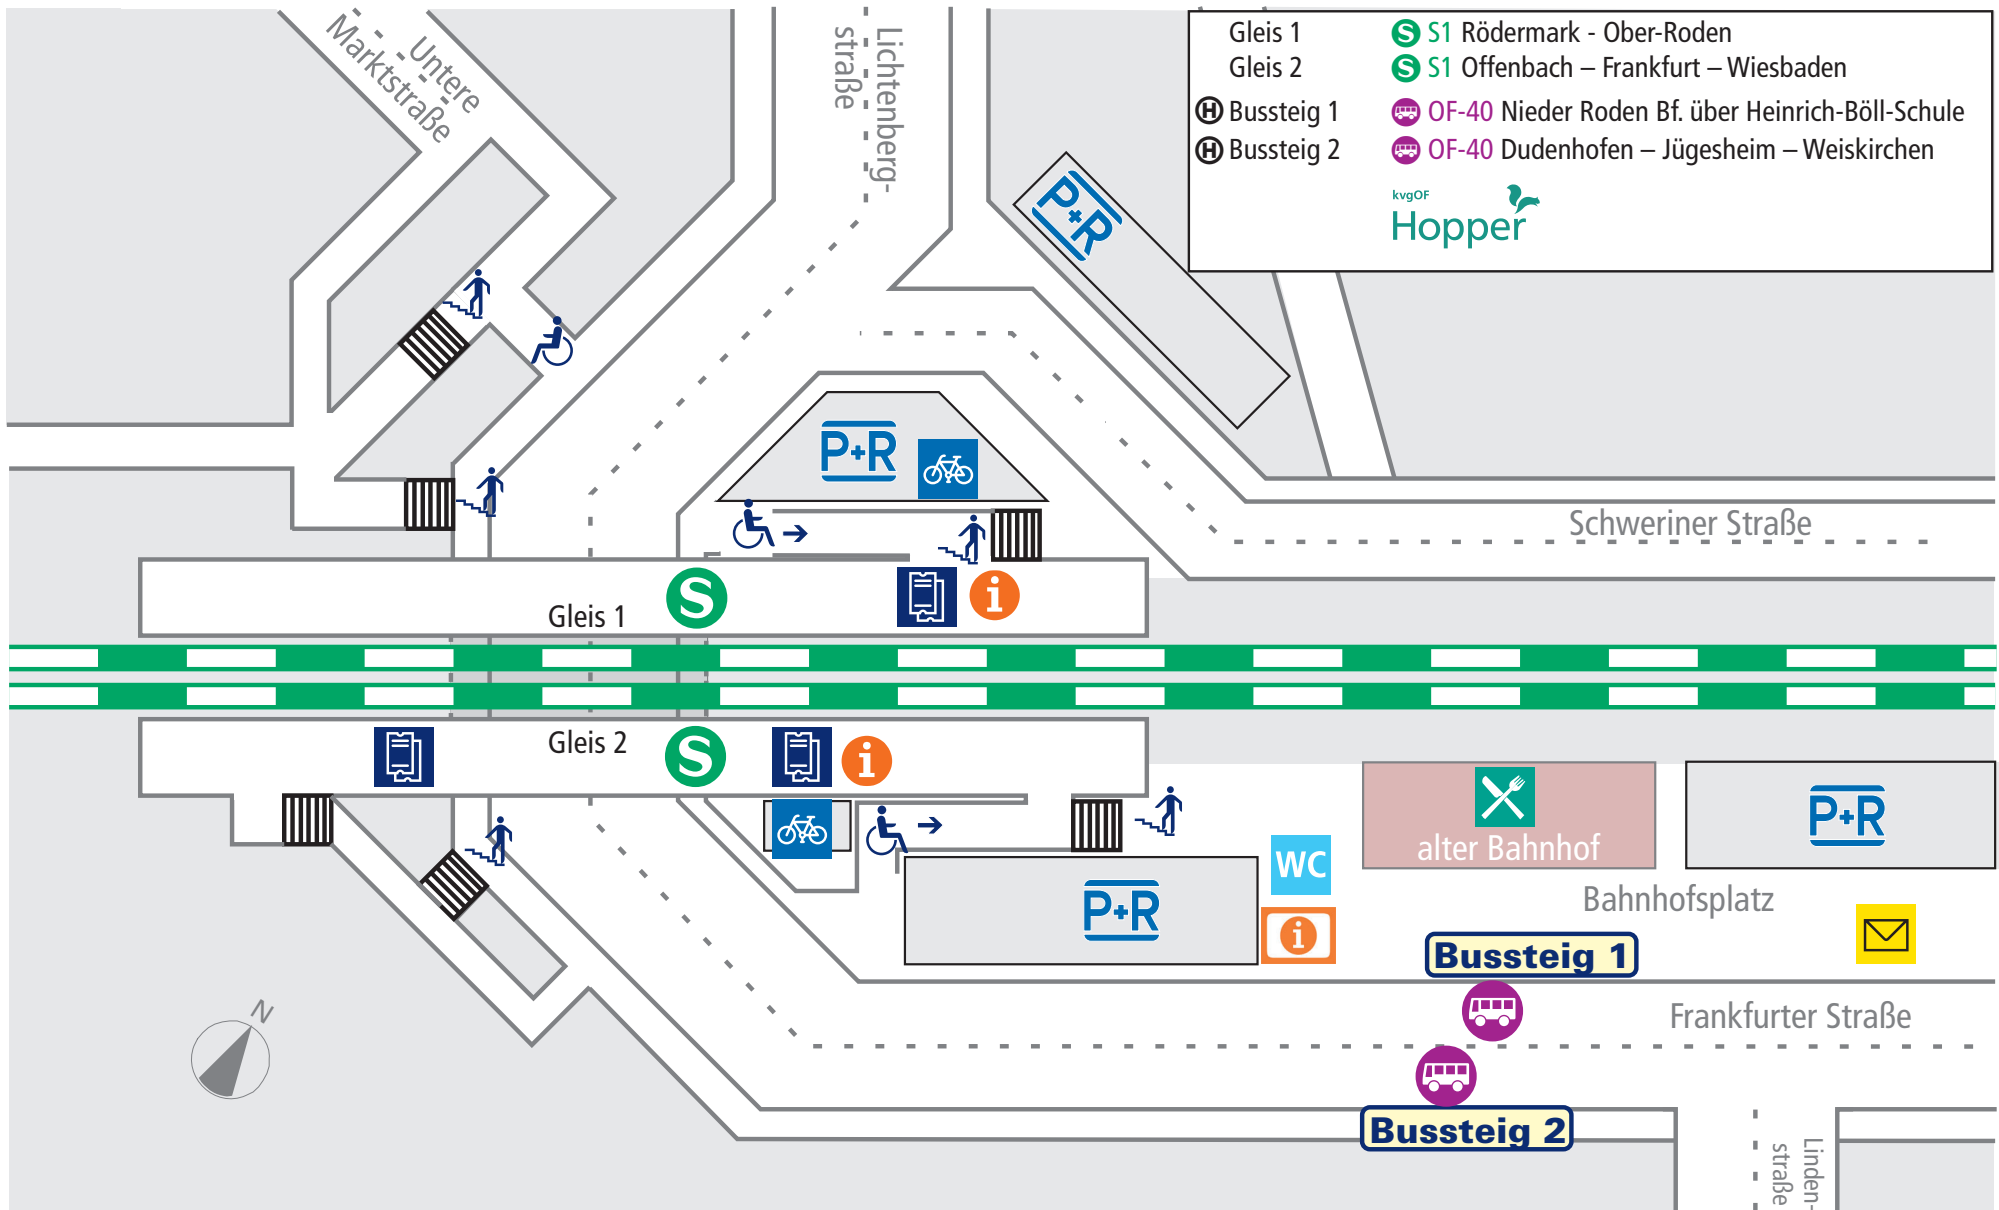 Gleis 1 S S1 Rödermark - Ober-Roden
Gleis 2 S S1 Offenbach – Frankfurt – Wiesbaden
H Bussteig 1 OF-40 Nieder Roden Bf. über Heinrich-Böll-Schule
H Bussteig 2 OF-40 Dudenhofen – Jügesheim – Weiskirchen
kvgOF
Hopper
Untere
Marktstraße
Lichtenberg-
straße
P+R
P+R
Schweriner Straße
Gleis 1
S
i
Gleis 2
S
i
P+R
alter Bahnhof
WC
P+R
i
Bahnhofsplatz
Bussteig 1
Frankfurter Straße
N
Bussteig 2
Linden-
straße